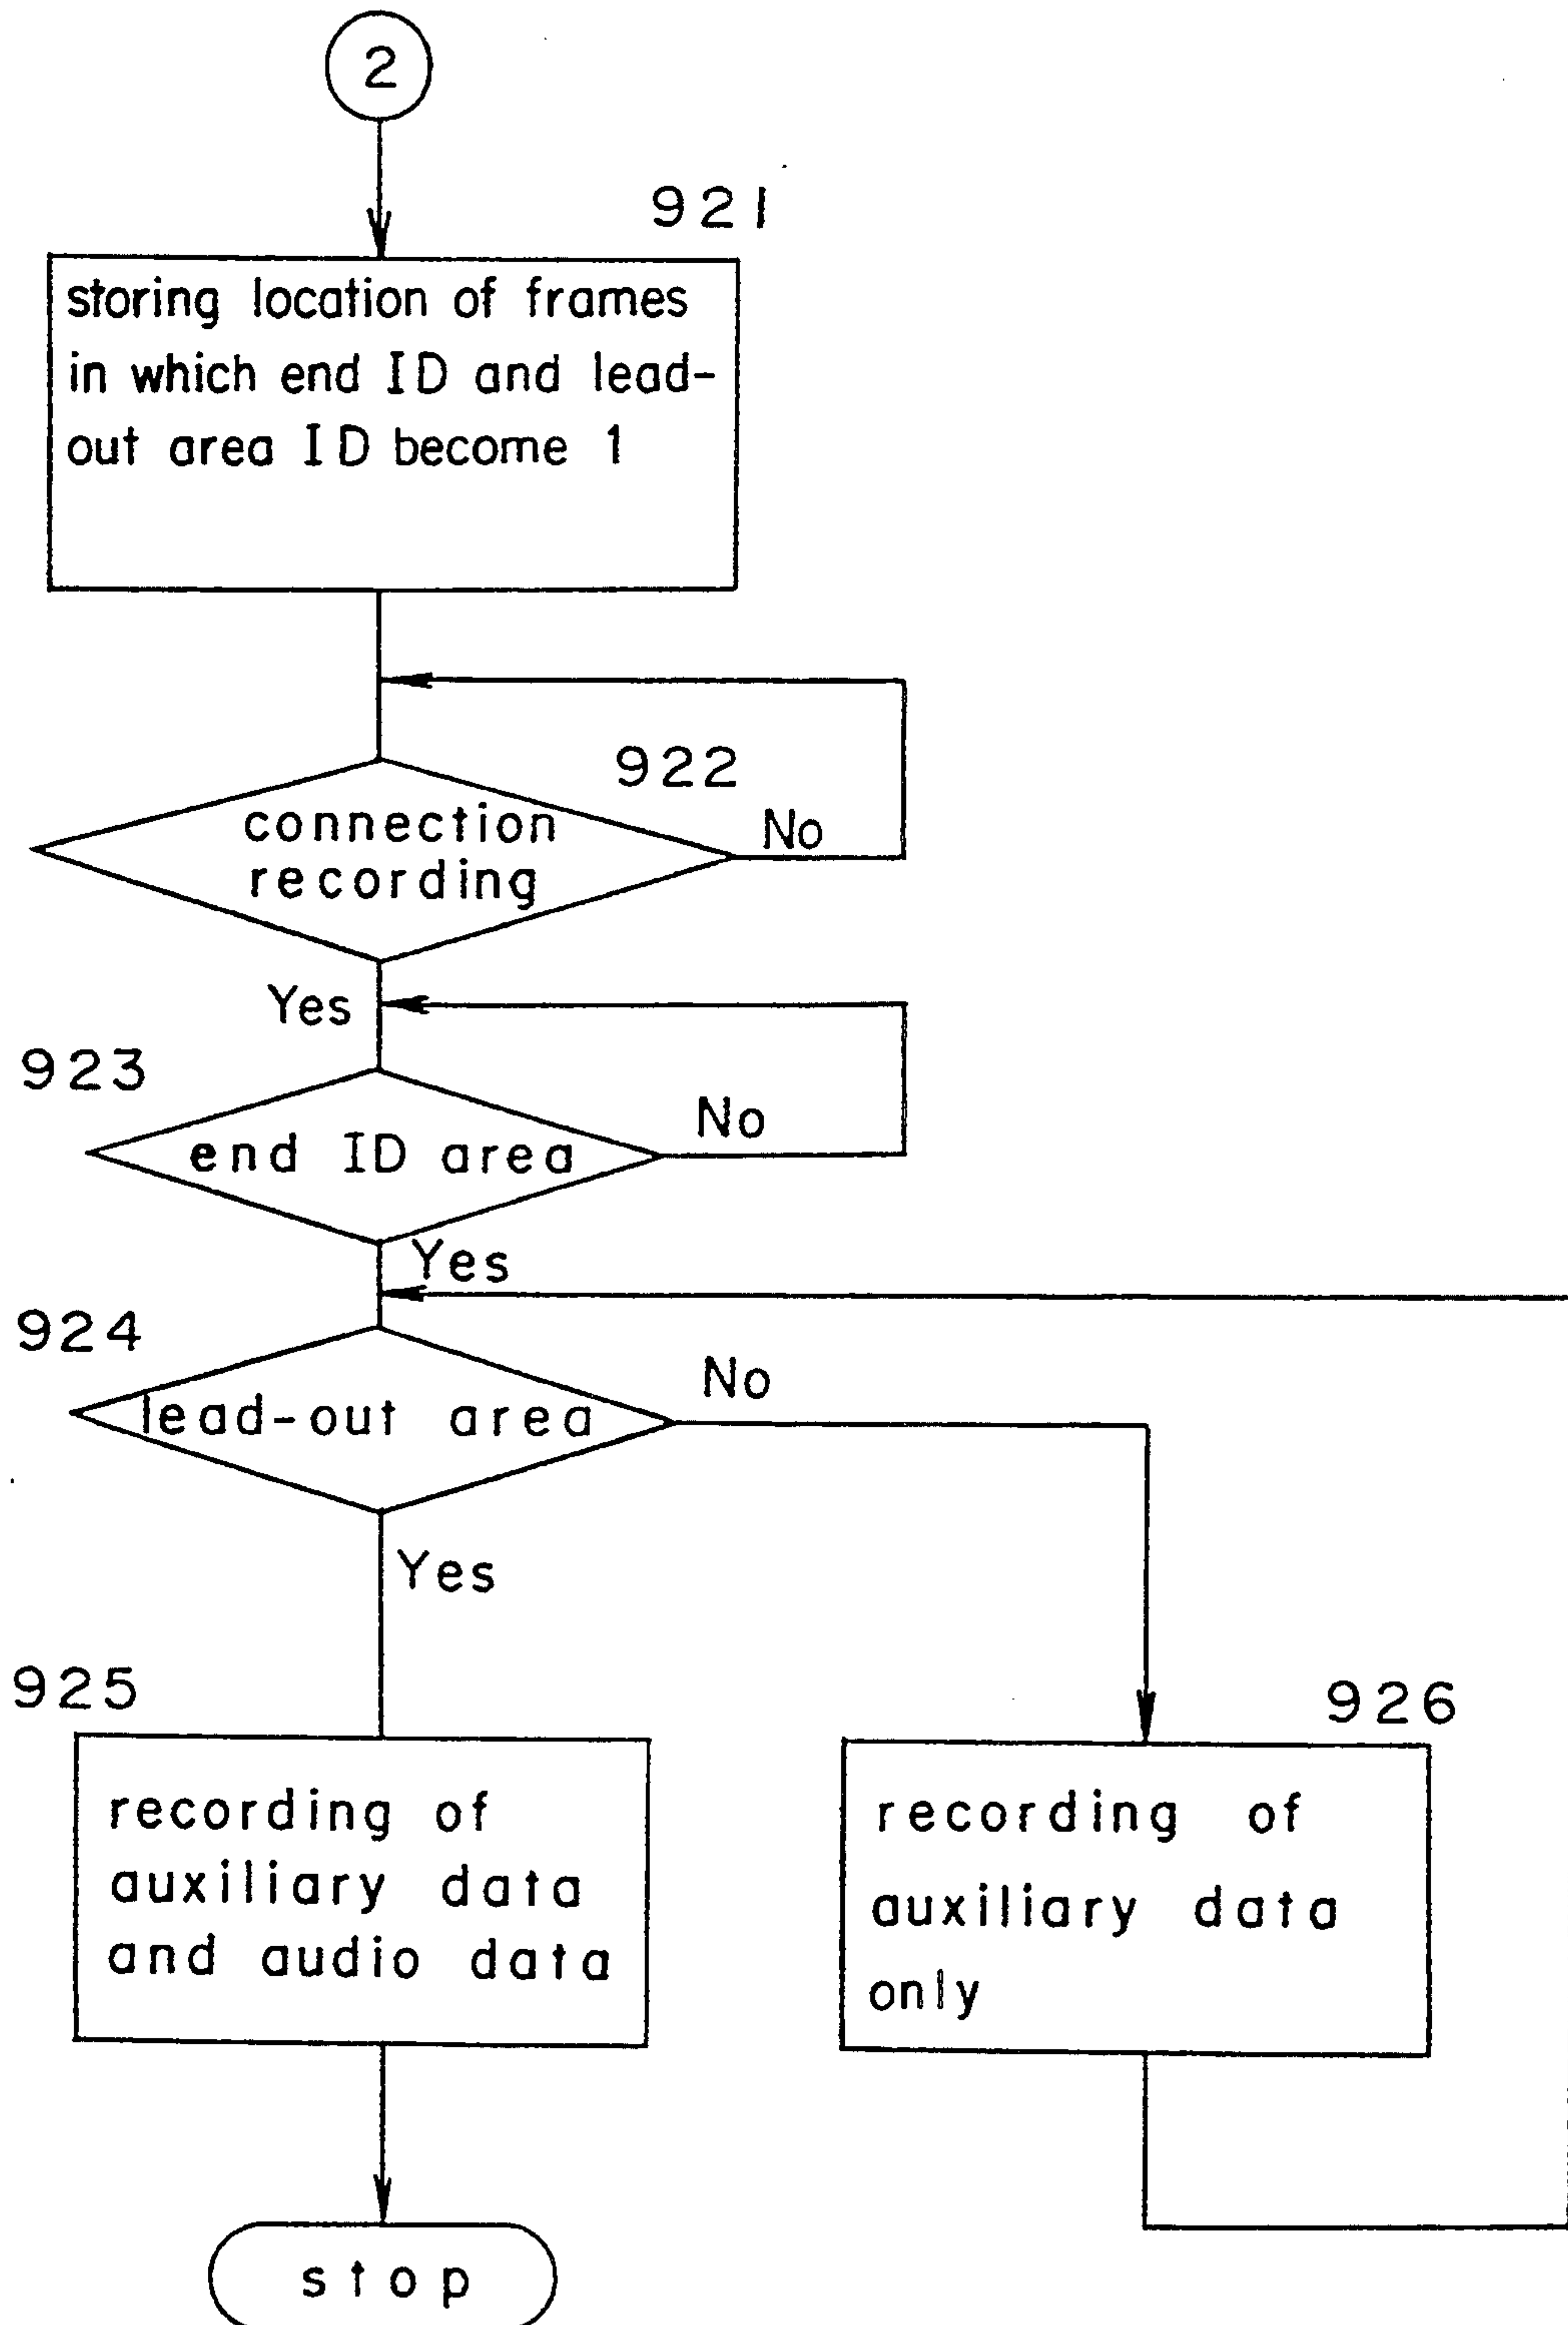 2
921
storing location of frames
in which end ID and lead-
out area ID become 1
922
connection
recording
No
Yes
923
end ID area
No
Yes
924
lead-out area
No
Yes
925
recording of
auxiliary data
and audio data
926
recording of
auxiliary data
only
stop